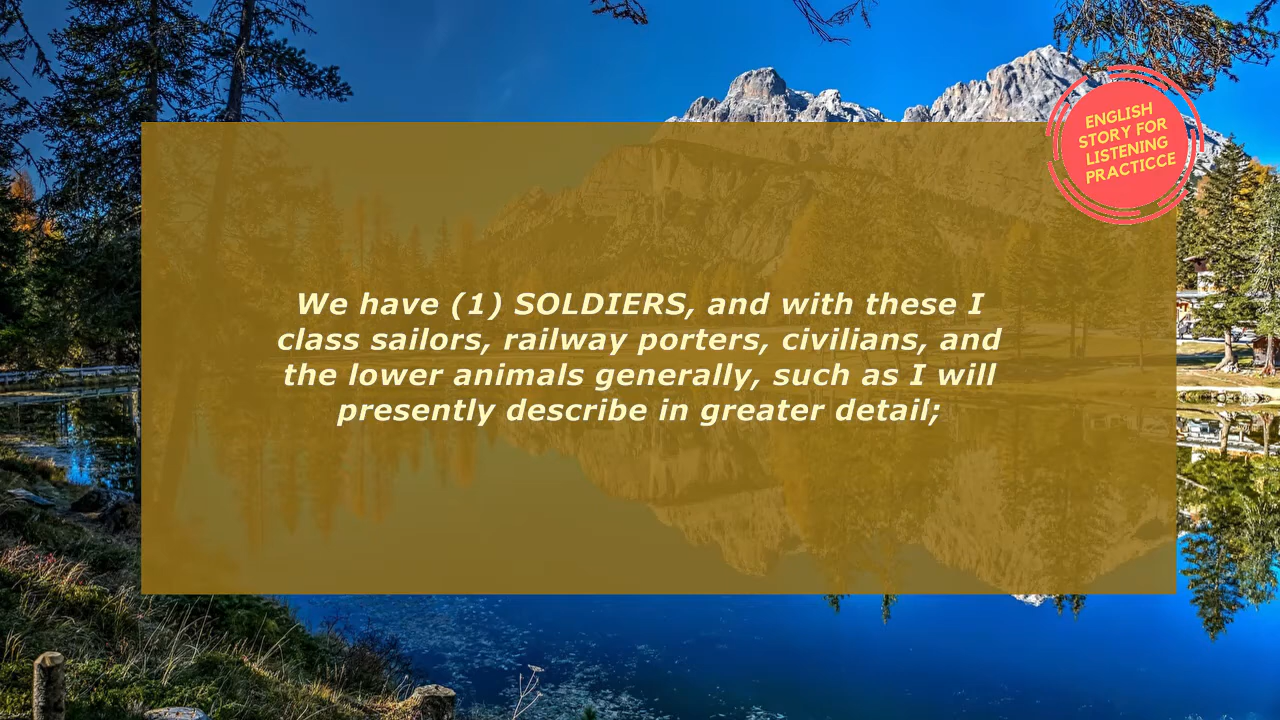 We have (1) SOLDIERS, and with these I
class sailors, railway porters, civilians, and
the lower animals generally, such as I will
presently describe in greater detail;
ENGLISH
STORY FOR
LISTENING
PRACTICCE